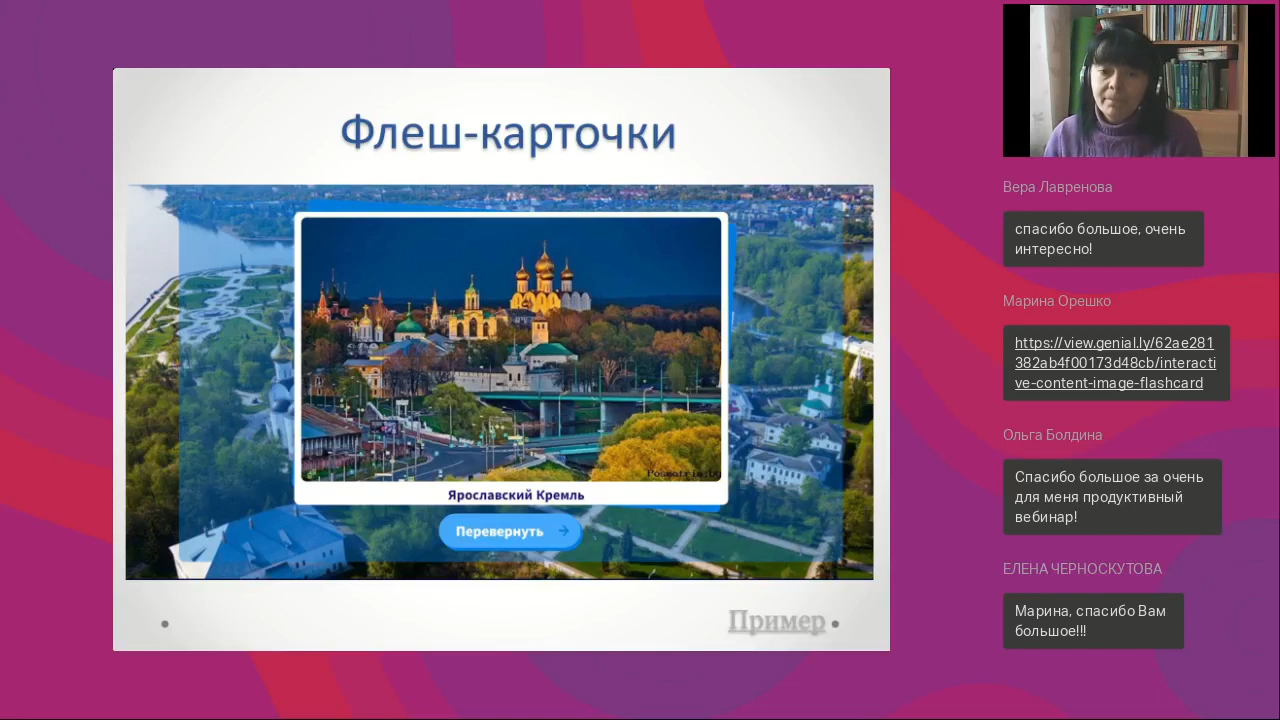 Флеш-карточки
Ярославский Кремль
Перевернуть
Пример
Вера Лавренова
спасибо большое, очень
интересно!
Марина Орешко
https://view.genial.ly/62ae281
382ab4f00173d48cb/interacti
ve-content-image-flashcard
Ольга Болдина
Спасибо большое за очень
для меня продуктивный
вебинар!
ЕЛЕНА ЧЕРНОСКУТОВА
Марина, спасибо Вам
большое!!!